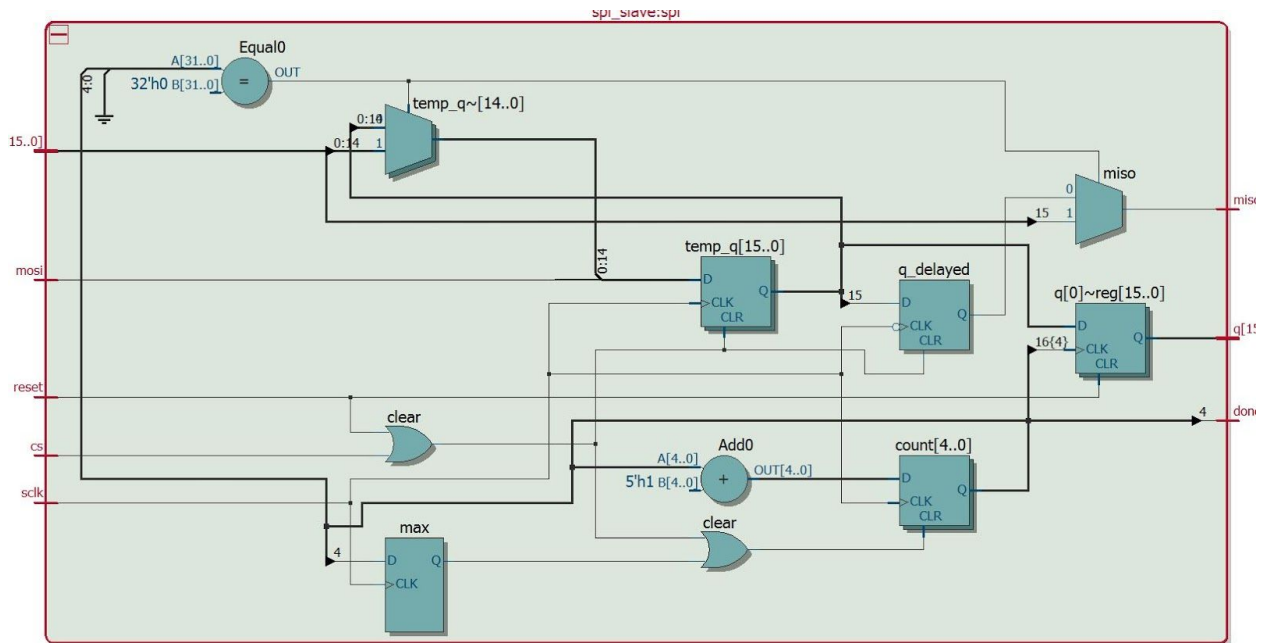 spi_slave:spi
Equal0
A[31..0]
32'h0 B[31..0]
=
OUT
4:0
temp_q~[14..0]
0:14
0
0:14
1
15..0]
miso
0
15
1
miso
mosi
0:14
temp_q[15..0]
D
CLK
CLR
Q
15
q_delayed
D
CLK
CLR
Q
q[0]~reg[15..0]
D
16{4}
CLK
CLR
Q
q[15
reset
clear
cs
4
done
sclk
Add0
A[4..0]
5'h1 B[4..0]
+
OUT[4..0]
count[4..0]
D
CLK
CLR
Q
clear
max
4
D
CLK
Q